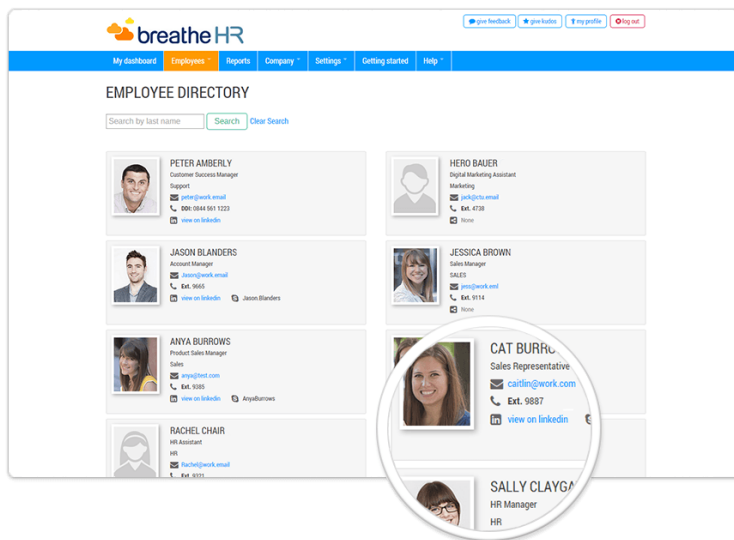 breathe HR
give feedback
give kudos
my profile
log out
My dashboard
Employees
Reports
Company
Settings
Getting started
Help
EMPLOYEE DIRECTORY
Search by last name
Search
Clear Search
PETER AMBERLY
Customer Success Manager
Support
peter@work.email
DDI: 0844 561 1223
view on linkedin
HERO BAUER
Digital Marketing Assistant
Marketing
jack@ctu.email
Ext. 4738
None
JASON BLANDERS
Account Manager
Jason@work.email
Ext. 9665
view on linkedin
Jason.Blanders
JESSICA BROWN
Sales Manager
SALES
jess@work.eml
Ext. 9114
None
ANYA BURROWS
Product Sales Manager
Sales
anya@test.com
Ext. 9385
view on linkedin
AnyaBurrows
CAT
Sales Representative
caitlin@work.com
Ext. 9887
view on linkedin
RACHEL CHAIR
HR Assistant
HR
Rachel@work.email
Ext. 9321
SALLY
HR Manager
HR